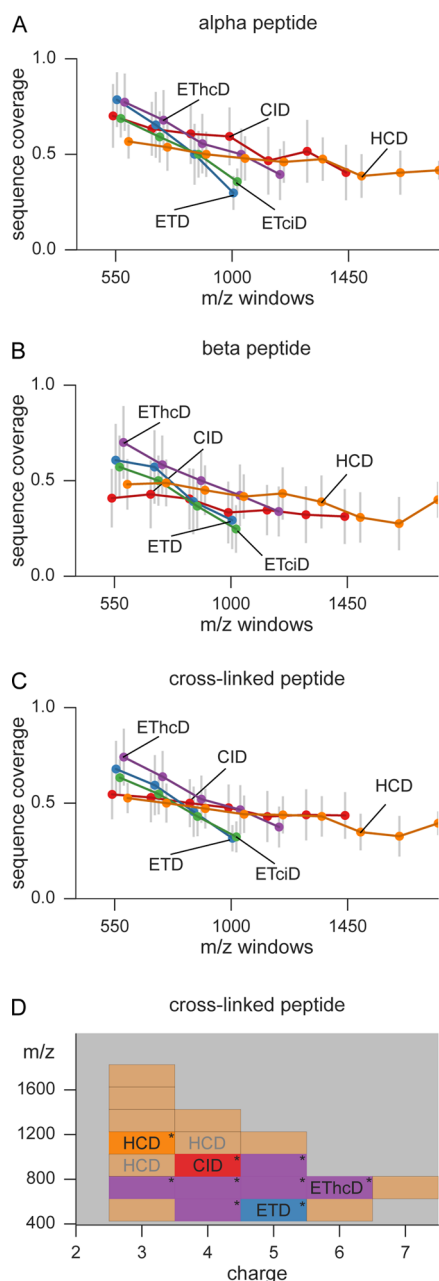 A
alpha peptide
sequence coverage
1.0
0.5
0.0
EThcD
CID
HCD
ETD
ETciD
550
1000
1450
m/z windows
B
beta peptide
sequence coverage
1.0
0.5
0.0
EThcD
CID
HCD
ETD
ETciD
550
1000
1450
m/z windows
C
cross-linked peptide
sequence coverage
1.0
0.5
0.0
EThcD
CID
HCD
ETD
ETciD
550
1000
1450
m/z windows
D
cross-linked peptide
m/z
1600
1200
800
400
HCD *
HCD
HCD
CID *
*
*
*
*
EThcD *
*
ETD *
2
3
4
5
6
7
charge